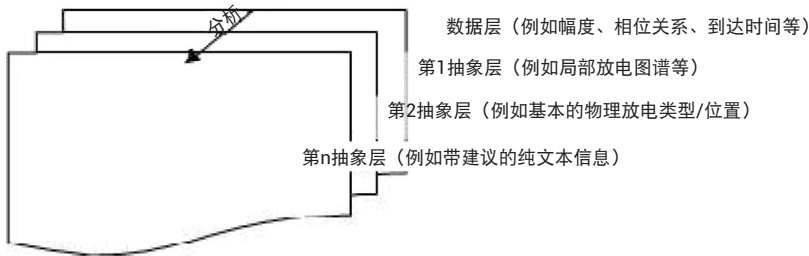 分析
数据层（例如幅度、相位关系、到达时间等）
第1抽象层（例如局部放电图谱等）
第2抽象层（例如基本的物理放电类型/位置）
第n抽象层（例如带建议的纯文本信息）